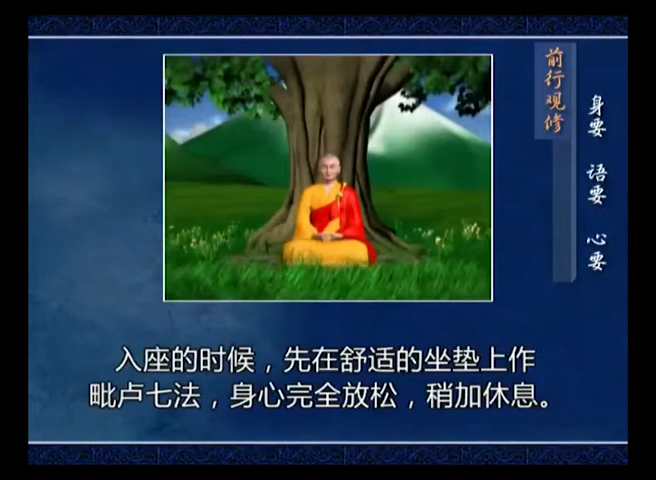 前行观修
身要 语要 心要
入座的时候，先在舒适的坐垫上作
毗卢七法，身心完全放松，稍加休息。